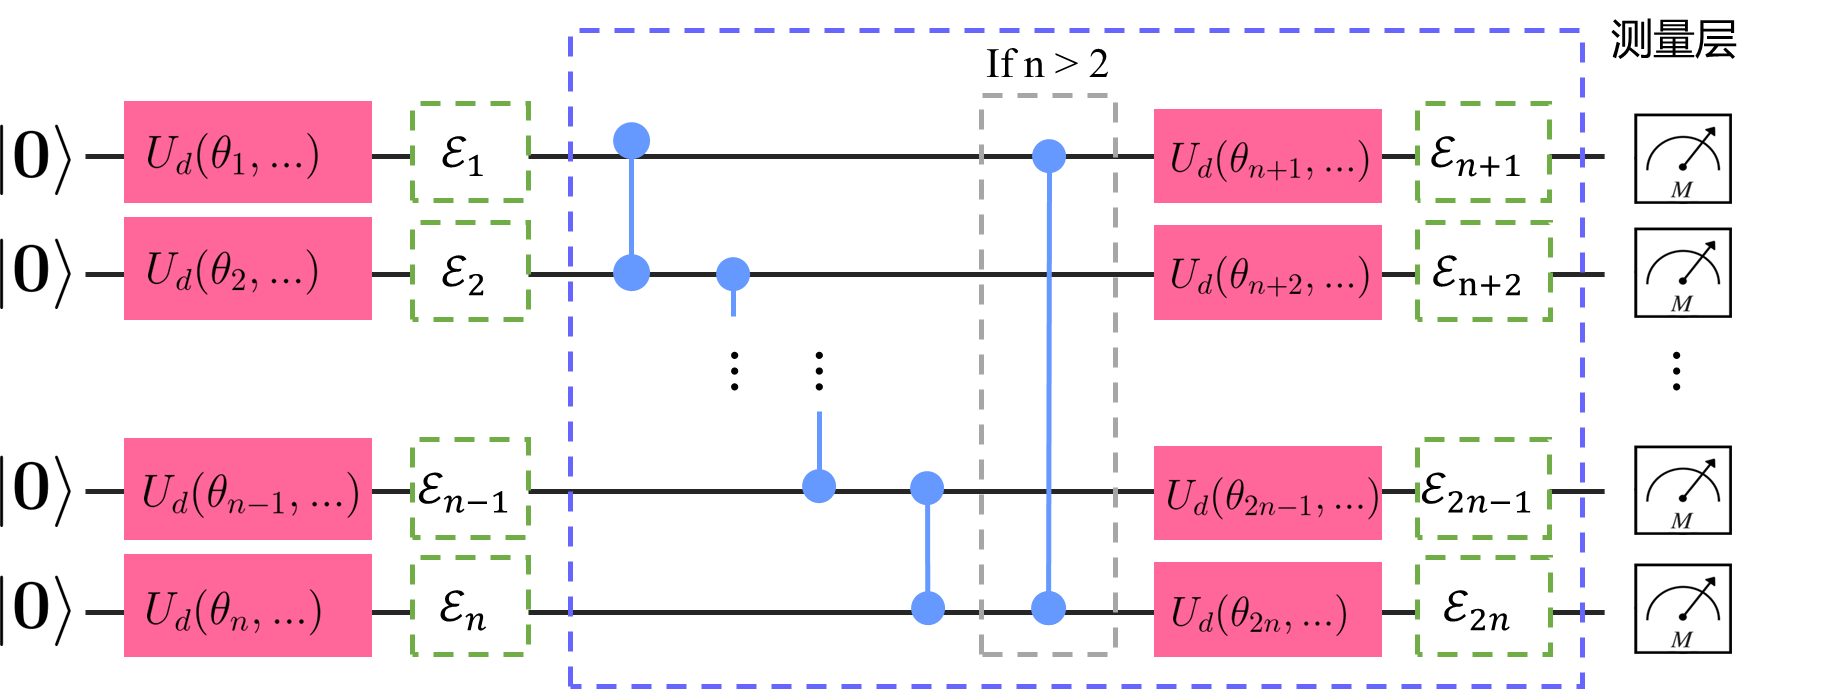 测量层
If n > 2
|0⟩ U_d(θ_1, ...) ℰ_1 U_d(θ_{n+1}, ...) ℰ_{n+1} M
|0⟩ U_d(θ_2, ...) ℰ_2 U_d(θ_{n+2}, ...) ℰ_{n+2} M
⋮ ⋮ ⋮
|0⟩ U_d(θ_{n−1}, ...) ℰ_{n−1} U_d(θ_{2n−1}, ...) ℰ_{2n−1} M
|0⟩ U_d(θ_n, ...) ℰ_n U_d(θ_{2n}, ...) ℰ_{2n} M